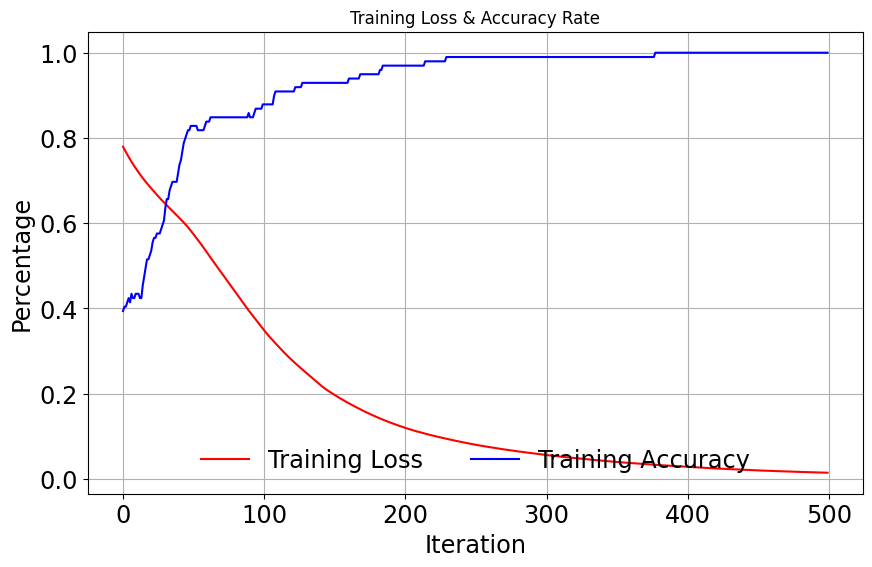 Training Loss & Accuracy Rate
1.0
0.8
0.6
0.4
0.2
0.0
Percentage
Training Loss
Training Accuracy
0 100 200 300 400 500
Iteration